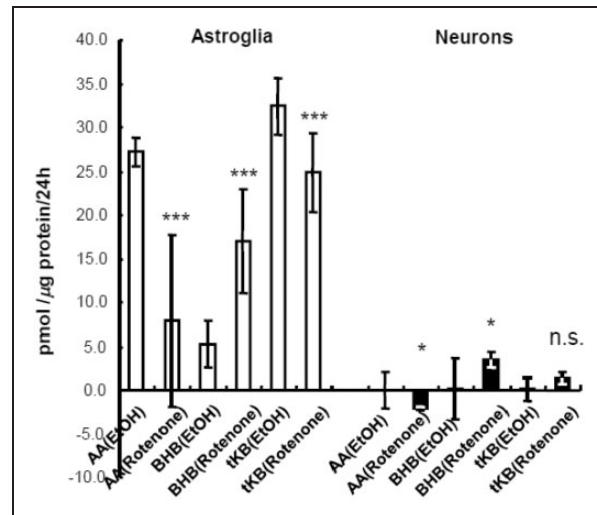 Astroglia Neurons
40.0
35.0
30.0
25.0
20.0
15.0
10.0
5.0
0.0
-5.0
-10.0
pmol /µg protein/24h
***
***
***
*
*
n.s.
AA(EtOH)
AA(Rotenone)
BHB(EtOH)
BHB(Rotenone)
tKB(EtOH)
tKB(Rotenone)
AA(EtOH)
AA(Rotenone)
BHB(EtOH)
BHB(Rotenone)
tKB(EtOH)
tKB(Rotenone)